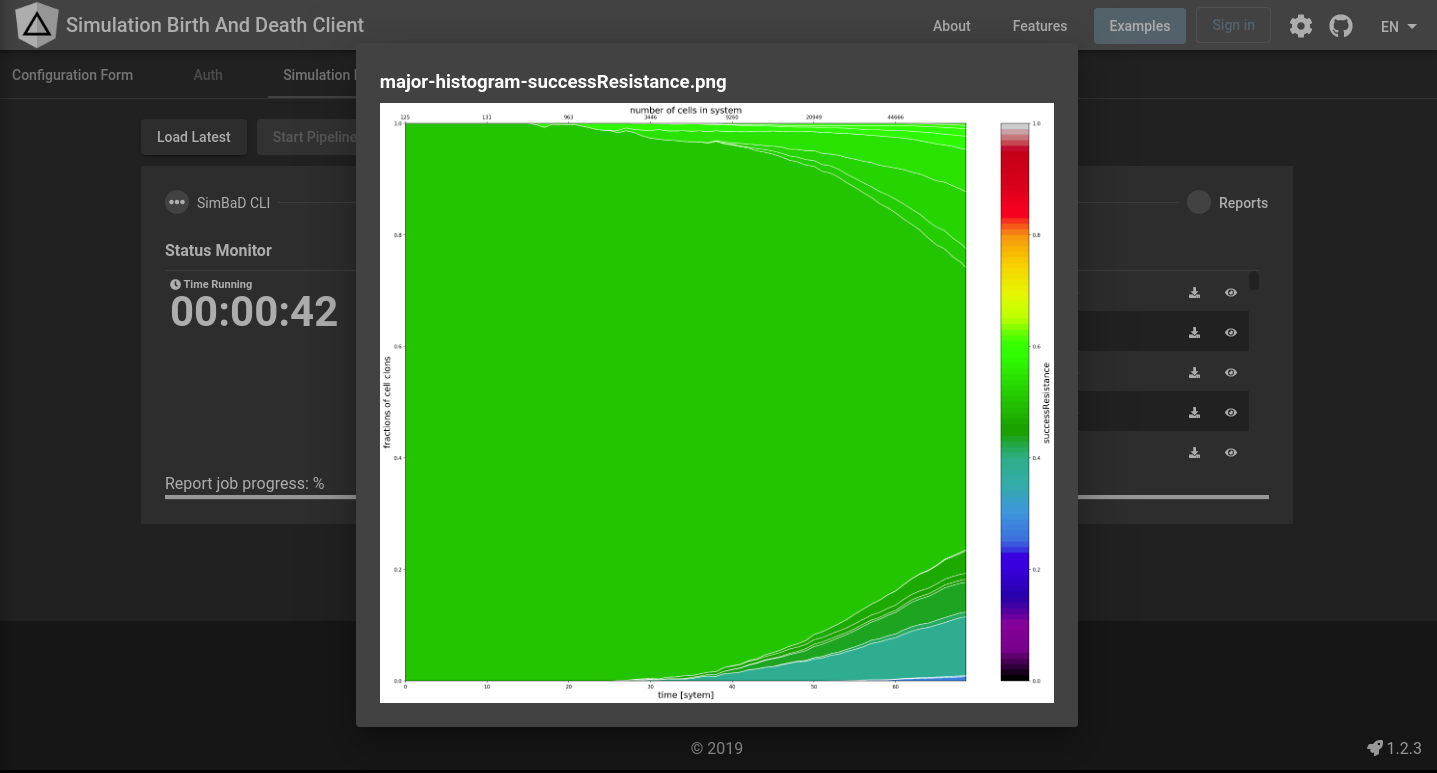 Simulation Birth And Death Client
About
Features
Examples
Sign in
EN
Configuration Form
Auth
Simulation
major-histogram-successResistance.png
Load Latest
Start Pipeline
SimBaD CLI
Reports
Status Monitor
Time Running
00:00:42
Report job progress: %
number of cells in system
125 131 963 3446 9260 20949 44666
1.0
0.8
0.6
0.4
0.2
0.0
fractions of cell clons
0 10 20 30 40 50 60
time [sytem]
1.0
0.8
0.6
0.4
0.2
0.0
successResistance
© 2019
1.2.3